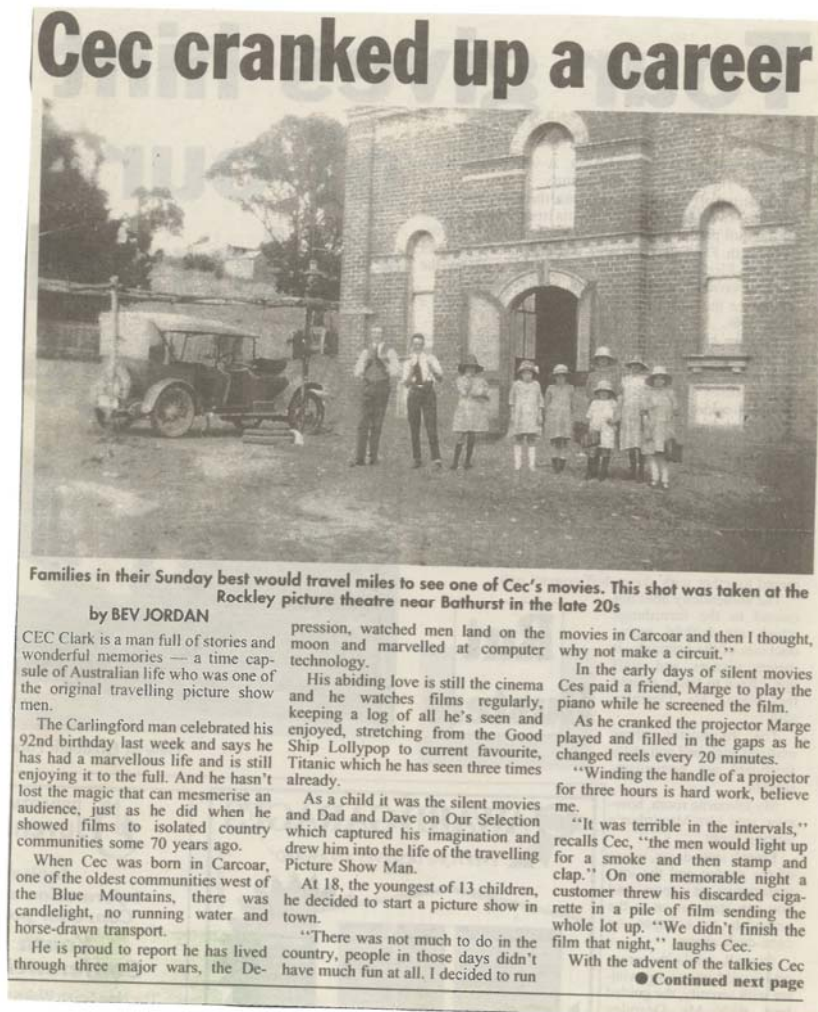 Cec cranked up a career
Families in their Sunday best would travel miles to see one of Cec's movies. This shot was taken at the
Rockley picture theatre near Bathurst in the late 20s
by BEV JORDAN
CEC Clark is a man full of stories and
wonderful memories — a time cap-
sule of Australian life who was one of
the original travelling picture show
men.
The Carlingford man celebrated his
92nd birthday last week and says he
has had a marvellous life and is still
enjoying it to the full. And he hasn't
lost the magic that can mesmerise an
audience, just as he did when he
showed films to isolated country
communities some 70 years ago.
When Cec was born in Carcoar,
one of the oldest communities west of
the Blue Mountains, there was
candlelight, no running water and
horse-drawn transport.
He is proud to report he has lived
through three major wars, the De-
pression, watched men land on the
moon and marvelled at computer
technology.
His abiding love is still the cinema
and he watches films regularly,
keeping a log of all he's seen and
enjoyed, stretching from the Good
Ship Lollypop to current favourite,
Titanic which he has seen three times
already.
As a child it was the silent movies
and Dad and Dave on Our Selection
which captured his imagination and
drew him into the life of the travelling
Picture Show Man.
At 18, the youngest of 13 children,
he decided to start a picture show in
town.
"There was not much to do in the
country, people in those days didn't
have much fun at all. I decided to run
movies in Carcoar and then I thought,
why not make a circuit."
In the early days of silent movies
Ces paid a friend, Marge to play the
piano while he screened the film.
As he cranked the projector Marge
played and filled in the gaps as he
changed reels every 20 minutes.
"Winding the handle of a projector
for three hours is hard work, believe
me.
"It was terrible in the intervals,"
recalls Cec, "the men would light up
for a smoke and then stamp and
clap." On one memorable night a
customer threw his discarded ciga-
rette in a pile of film sending the
whole lot up. "We didn't finish the
film that night," laughs Cec.
With the advent of the talkies Cec
● Continued next page